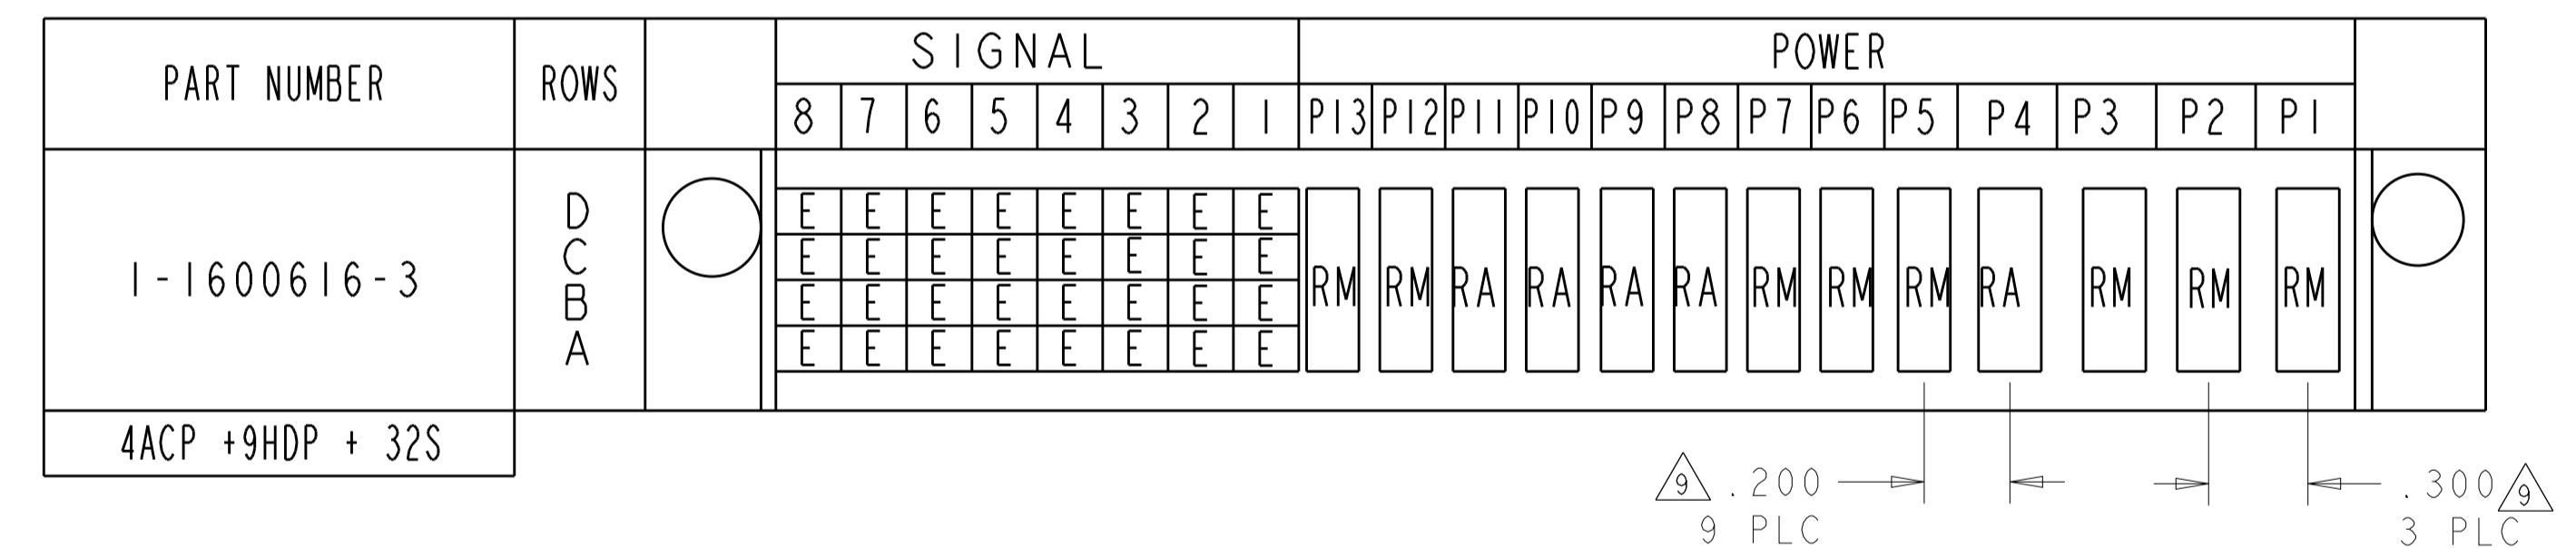 PART NUMBER ROWS SIGNAL POWER
8 7 6 5 4 3 2 1 P13 P12 P11 P10 P9 P8 P7 P6 P5 P4 P3 P2 P1
D E E E E E E E E
C E E E E E E E E
1-1600616-3 RM RM RA RA RA RA RM RM RM RA RM RM RM
B E E E E E E E E
A E E E E E E E E
4ACP +9HDP + 32S
9 .200 .300 9
9 PLC 3 PLC